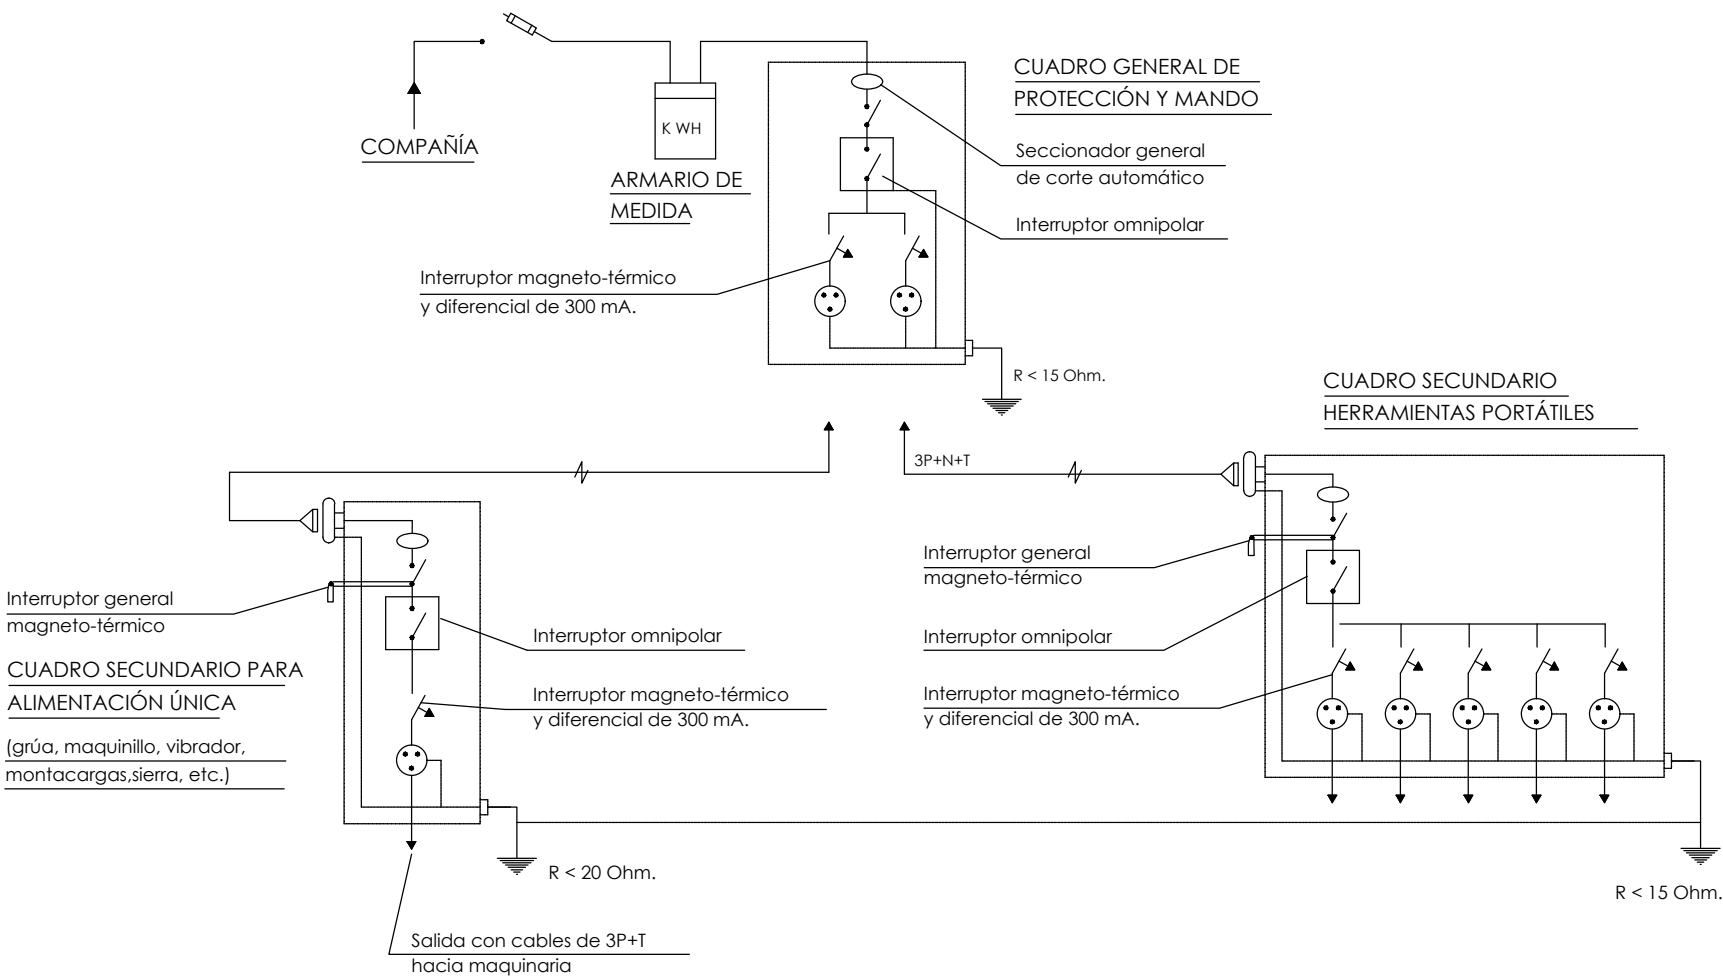 COMPAÑÍA
K WH
ARMARIO DE
MEDIDA
CUADRO GENERAL DE
PROTECCIÓN Y MANDO
Seccionador general
de corte automático
Interruptor omnipolar
Interruptor magneto-térmico
y diferencial de 300 mA.
R < 15 Ohm.
CUADRO SECUNDARIO
HERRAMIENTAS PORTÁTILES
3P+N+T
Interruptor general
magneto-térmico
Interruptor omnipolar
Interruptor magneto-térmico
y diferencial de 300 mA.
Interruptor general
magneto-térmico
CUADRO SECUNDARIO PARA
ALIMENTACIÓN ÚNICA
(grúa, maquinillo, vibrador,
montacargas,sierra, etc.)
Interruptor omnipolar
Interruptor magneto-térmico
y diferencial de 300 mA.
R < 20 Ohm.
R < 15 Ohm.
Salida con cables de 3P+T
hacia maquinaria